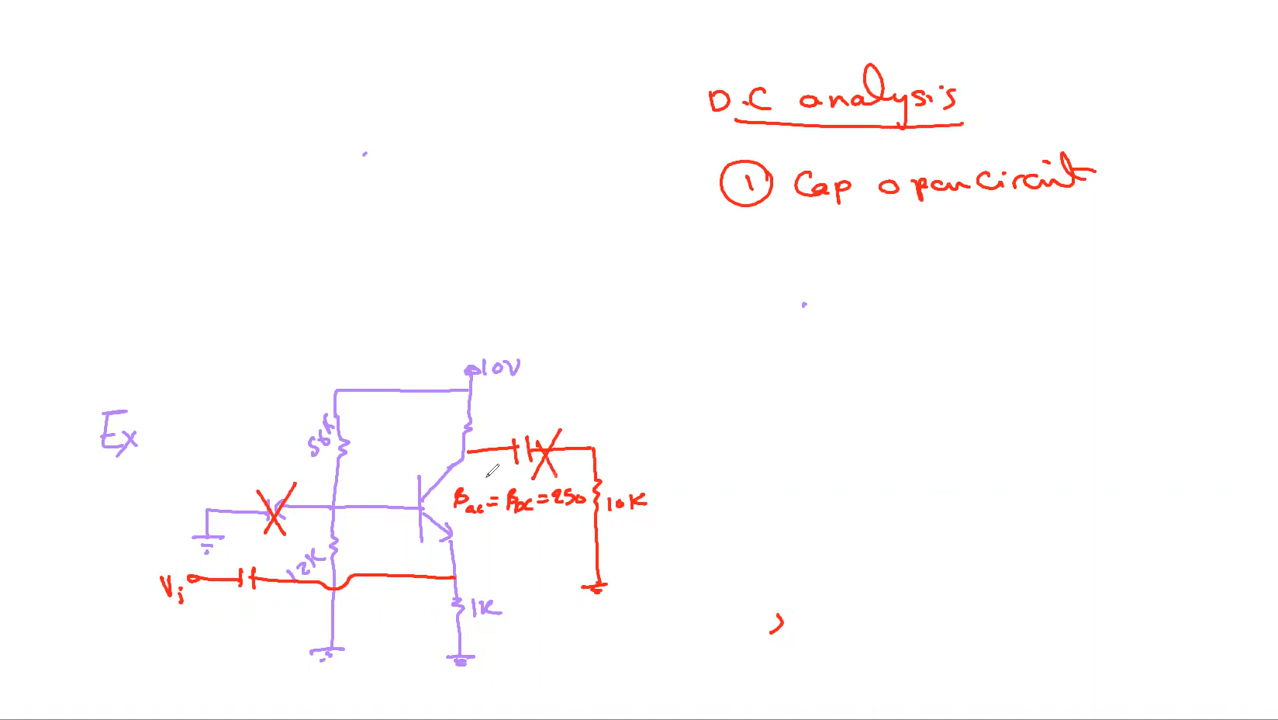 D.C analysis
① Cap open circuit
10V
Ex
56K
βac = βDC = 250
10K
12K
Vi
1K